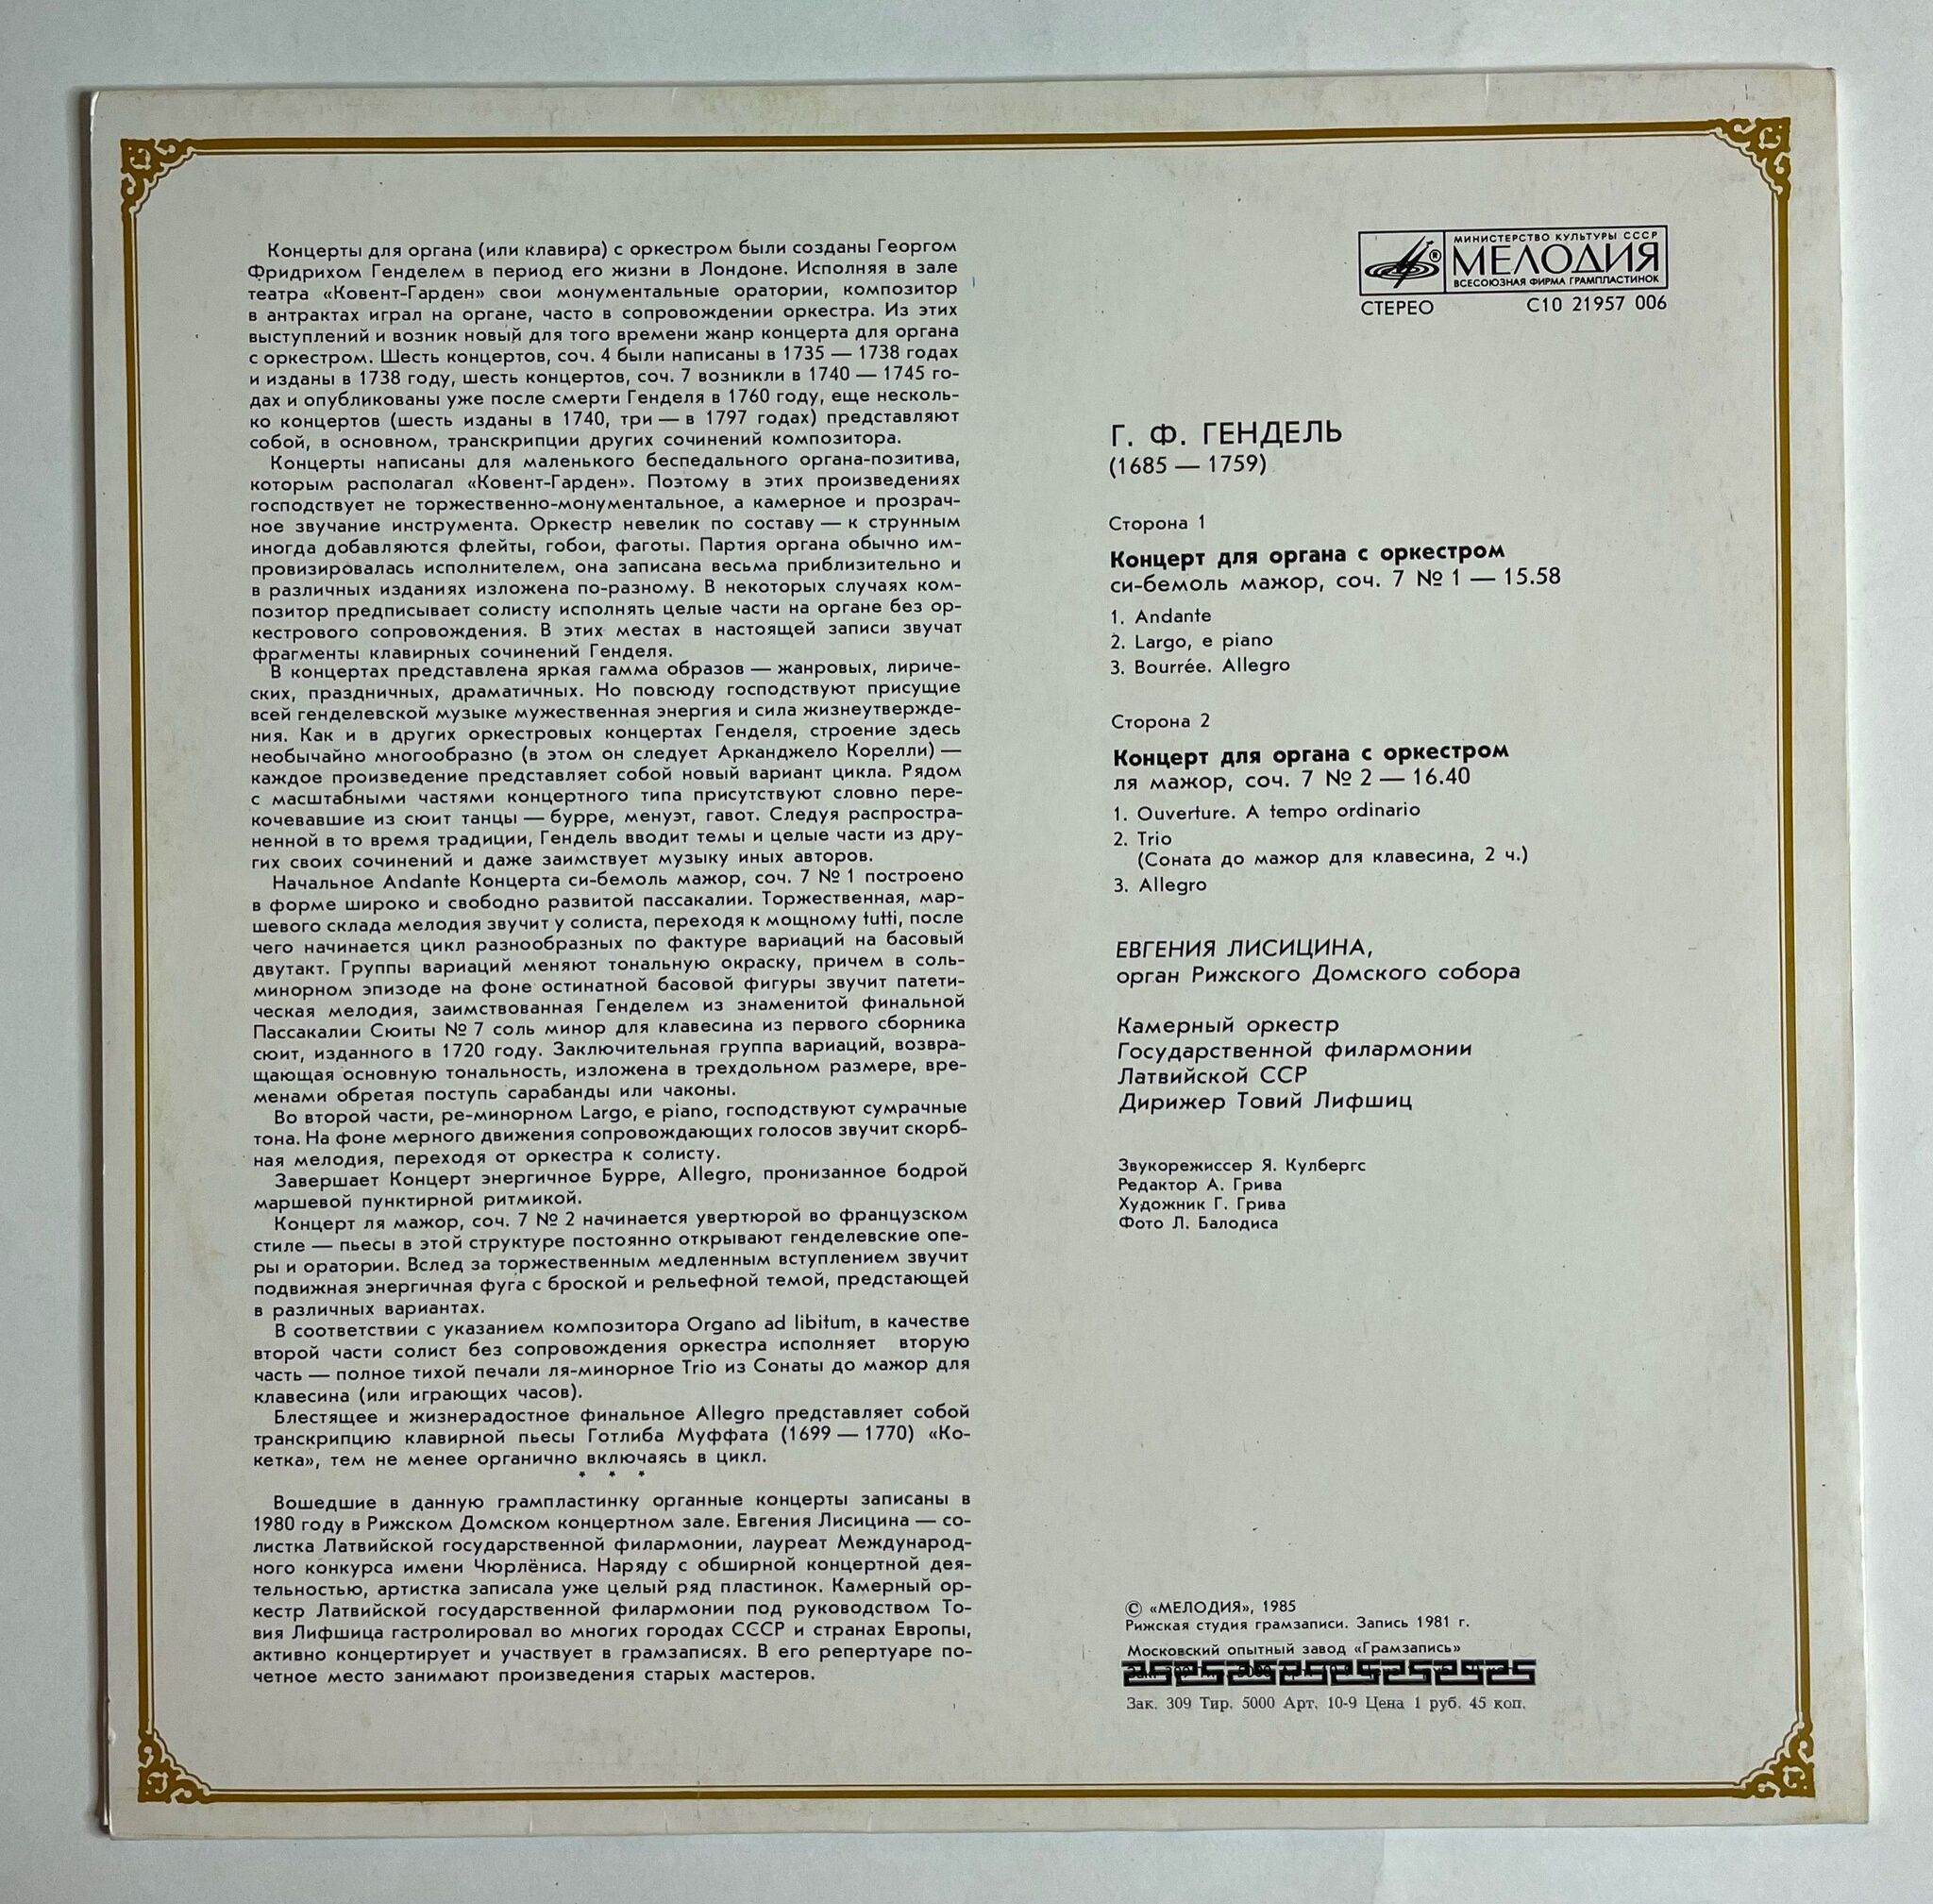 Концерты для органа (или клавира) с оркестром были созданы Георгом
Фридрихом Генделем в период его жизни в Лондоне. Исполняя в зале
театра «Ковент-Гарден» свои монументальные оратории, композитор
в антрактах играл на органе, часто в сопровождении оркестра. Из этих
выступлений и возник новый для того времени жанр концерта для органа
с оркестром. Шесть концертов, соч. 4 были написаны в 1735 — 1738 годах
и изданы в 1738 году, шесть концертов, соч. 7 возникли в 1740 — 1745 го-
дах и опубликованы уже после смерти Генделя в 1760 году, еще несколь-
ко концертов (шесть изданы в 1740, три — в 1797 годах) представляют
собой, в основном, транскрипции других сочинений композитора.
Концерты написаны для маленького беспедального органа-позитива,
которым располагал «Ковент-Гарден». Поэтому в этих произведениях
господствует не торжественно-монументальное, а камерное и прозрач-
ное звучание инструмента. Оркестр невелик по составу — к струнным
иногда добавляются флейты, гобои, фаготы. Партия органа обычно им-
провизировалась исполнителем, она записана весьма приблизительно и
в различных изданиях изложена по-разному. В некоторых случаях ком-
позитор предписывает солисту исполнять целые части на органе без ор-
кестрового сопровождения. В этих местах в настоящей записи звучат
фрагменты клавирных сочинений Генделя.
В концертах представлена яркая гамма образов — жанровых, лириче-
ских, праздничных, драматичных. Но повсюду господствуют присущие
всей генделевской музыке мужественная энергия и сила жизнеутвержде-
ния. Как и в других оркестровых концертах Генделя, строение здесь
необычайно многообразно (в этом он следует Арканджело Корелли) —
каждое произведение представляет собой новый вариант цикла. Рядом
с масштабными частями концертного типа присутствуют словно пере-
кочевавшие из сюит танцы — бурре, менуэт, гавот. Следуя распростра-
ненной в то время традиции, Гендель вводит темы и целые части из дру-
гих своих сочинений и даже заимствует музыку иных авторов.
Начальное Andante Концерта си-бемоль мажор, соч. 7 № 1 построено
в форме широко и свободно развитой пассакалии. Торжественная, мар-
шевого склада мелодия звучит у солиста, переходя к мощному tutti, после
чего начинается цикл разнообразных по фактуре вариаций на басовый
двутакт. Группы вариаций меняют тональную окраску, причем в соль-
минорном эпизоде на фоне остинатной басовой фигуры звучит патети-
ческая мелодия, заимствованная Генделем из знаменитой финальной
Пассакалии Сюиты № 7 соль минор для клавесина из первого сборника
сюит, изданного в 1720 году. Заключительная группа вариаций, возвра-
щающая основную тональность, изложена в трехдольном размере, вре-
менами обретая поступь сарабанды или чаконы.
Во второй части, ре-минорном Largo, e piano, господствуют сумрачные
тона. На фоне мерного движения сопровождающих голосов звучит скорб-
ная мелодия, переходя от оркестра к солисту.
Завершает Концерт энергичное Бурре, Allegro, пронизанное бодрой
маршевой пунктирной ритмикой.
Концерт ля мажор, соч. 7 № 2 начинается увертюрой во французском
стиле — пьесы в этой структуре постоянно открывают генделевские опе-
ры и оратории. Вслед за торжественным медленным вступлением звучит
подвижная энергичная фуга с броской и рельефной темой, предстающей
в различных вариантах.
В соответствии с указанием композитора Organo ad libitum, в качестве
второй части солист без сопровождения оркестра исполняет вторую
часть — полное тихой печали ля-минорное Trio из Сонаты до мажор для
клавесина (или играющих часов).
Блестящее и жизнерадостное финальное Allegro представляет собой
транскрипцию клавирной пьесы Готлиба Муффата (1699 — 1770) «Ко-
кетка», тем не менее органично включаясь в цикл.
* * *
Вошедшие в данную грампластинку органные концерты записаны в
1980 году в Рижском Домском концертном зале. Евгения Лисицина — со-
листка Латвийской государственной филармонии, лауреат Международ-
ного конкурса имени Чюрлёниса. Наряду с обширной концертной дея-
тельностью, артистка записала уже целый ряд пластинок. Камерный ор-
кестр Латвийской государственной филармонии под руководством То-
вия Лифшица гастролировал во многих городах СССР и странах Европы,
активно концертирует и участвует в грамзаписях. В его репертуаре по-
четное место занимают произведения старых мастеров.
МИНИСТЕРСТВО КУЛЬТУРЫ СССР
® МЕЛОДИЯ
ВСЕСОЮЗНАЯ ФИРМА ГРАМПЛАСТИНОК
СТЕРЕО С10 21957 006
Г. Ф. ГЕНДЕЛЬ
(1685 — 1759)
Сторона 1
Концерт для органа с оркестром
си-бемоль мажор, соч. 7 № 1 — 15.58
1. Andante
2. Largo, e piano
3. Bourrée. Allegro
Сторона 2
Концерт для органа с оркестром
ля мажор, соч. 7 № 2 — 16.40
1. Ouverture. A tempo ordinario
2. Trio
(Соната до мажор для клавесина, 2 ч.)
3. Allegro
ЕВГЕНИЯ ЛИСИЦИНА,
орган Рижского Домского собора
Камерный оркестр
Государственной филармонии
Латвийской ССР
Дирижер Товий Лифшиц
Звукорежиссер Я. Кулбергс
Редактор А. Грива
Художник Г. Грива
Фото Л. Балодиса
© «МЕЛОДИЯ», 1985
Рижская студия грамзаписи. Запись 1981 г.
Московский опытный завод «Грамзапись»
Зак. 309 Тир. 5000 Арт. 10-9 Цена 1 руб. 45 коп.